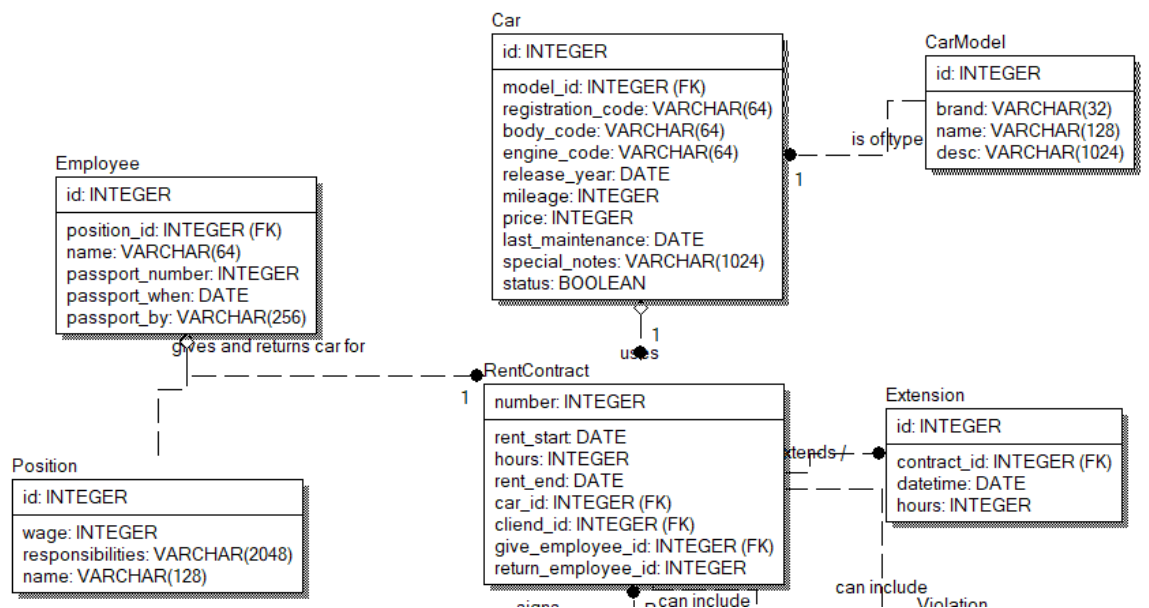 Car
id: INTEGER
model_id: INTEGER (FK)
registration_code: VARCHAR(64)
body_code: VARCHAR(64)
engine_code: VARCHAR(64)
release_year: DATE
mileage: INTEGER
price: INTEGER
last_maintenance: DATE
special_notes: VARCHAR(1024)
status: BOOLEAN
CarModel
id: INTEGER
brand: VARCHAR(32)
name: VARCHAR(128)
desc: VARCHAR(1024)
is of type
1
Employee
id: INTEGER
position_id: INTEGER (FK)
name: VARCHAR(64)
passport_number: INTEGER
passport_when: DATE
passport_by: VARCHAR(256)
gives and returns car for
1
1
uses
RentContract
number: INTEGER
rent_start: DATE
hours: INTEGER
rent_end: DATE
car_id: INTEGER (FK)
cliend_id: INTEGER (FK)
give_employee_id: INTEGER (FK)
return_employee_id: INTEGER
xtends /
Extension
id: INTEGER
contract_id: INTEGER (FK)
datetime: DATE
hours: INTEGER
Position
id: INTEGER
wage: INTEGER
responsibilities: VARCHAR(2048)
name: VARCHAR(128)
signs
can include
can include
Violation